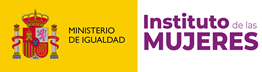 MINISTERIO
DE IGUALDAD
Instituto de las
MUJERES